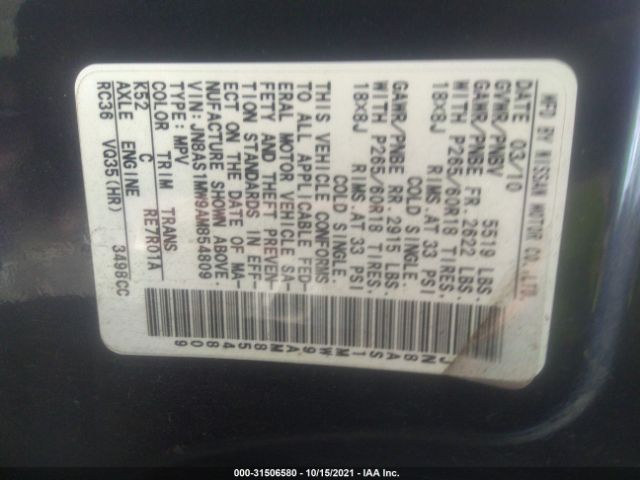 MFD BY NISSAN MOTOR CO.,LTD.
DATE 03/10
GVWR/PNBV 5519 LBS.
GAWR/PNBE FR. 2622 LBS.
WITH P265/60R18 TIRES,
18X8J RIMS,AT 33 PSI
COLD SINGLE.
GAWR/PNBE RR. 2915 LBS.
WITH P265/60R18 TIRES,
18X8J RIMS AT 33 PSI
COLD SINGLE.
THIS VEHICLE CONFORMS
TO ALL APPLICABLE FED-
ERAL MOTOR VEHICLE SA-
FETY AND THEFT PREVEN-
TION STANDARDS IN EFF-
ECT ON THE DATE OF MA-
NUFACTURE SHOWN ABOVE.
VIN: JN8AS1MW9AM854809
TYPE: MPV
COLOR TRIM TRANS
K52 C RE7R01A
AXLE ENGINE
RC36 VQ35(HR) 3498CC
JN8AS1MW9AM854809
000-31506580 - 10/15/2021 - IAA Inc.